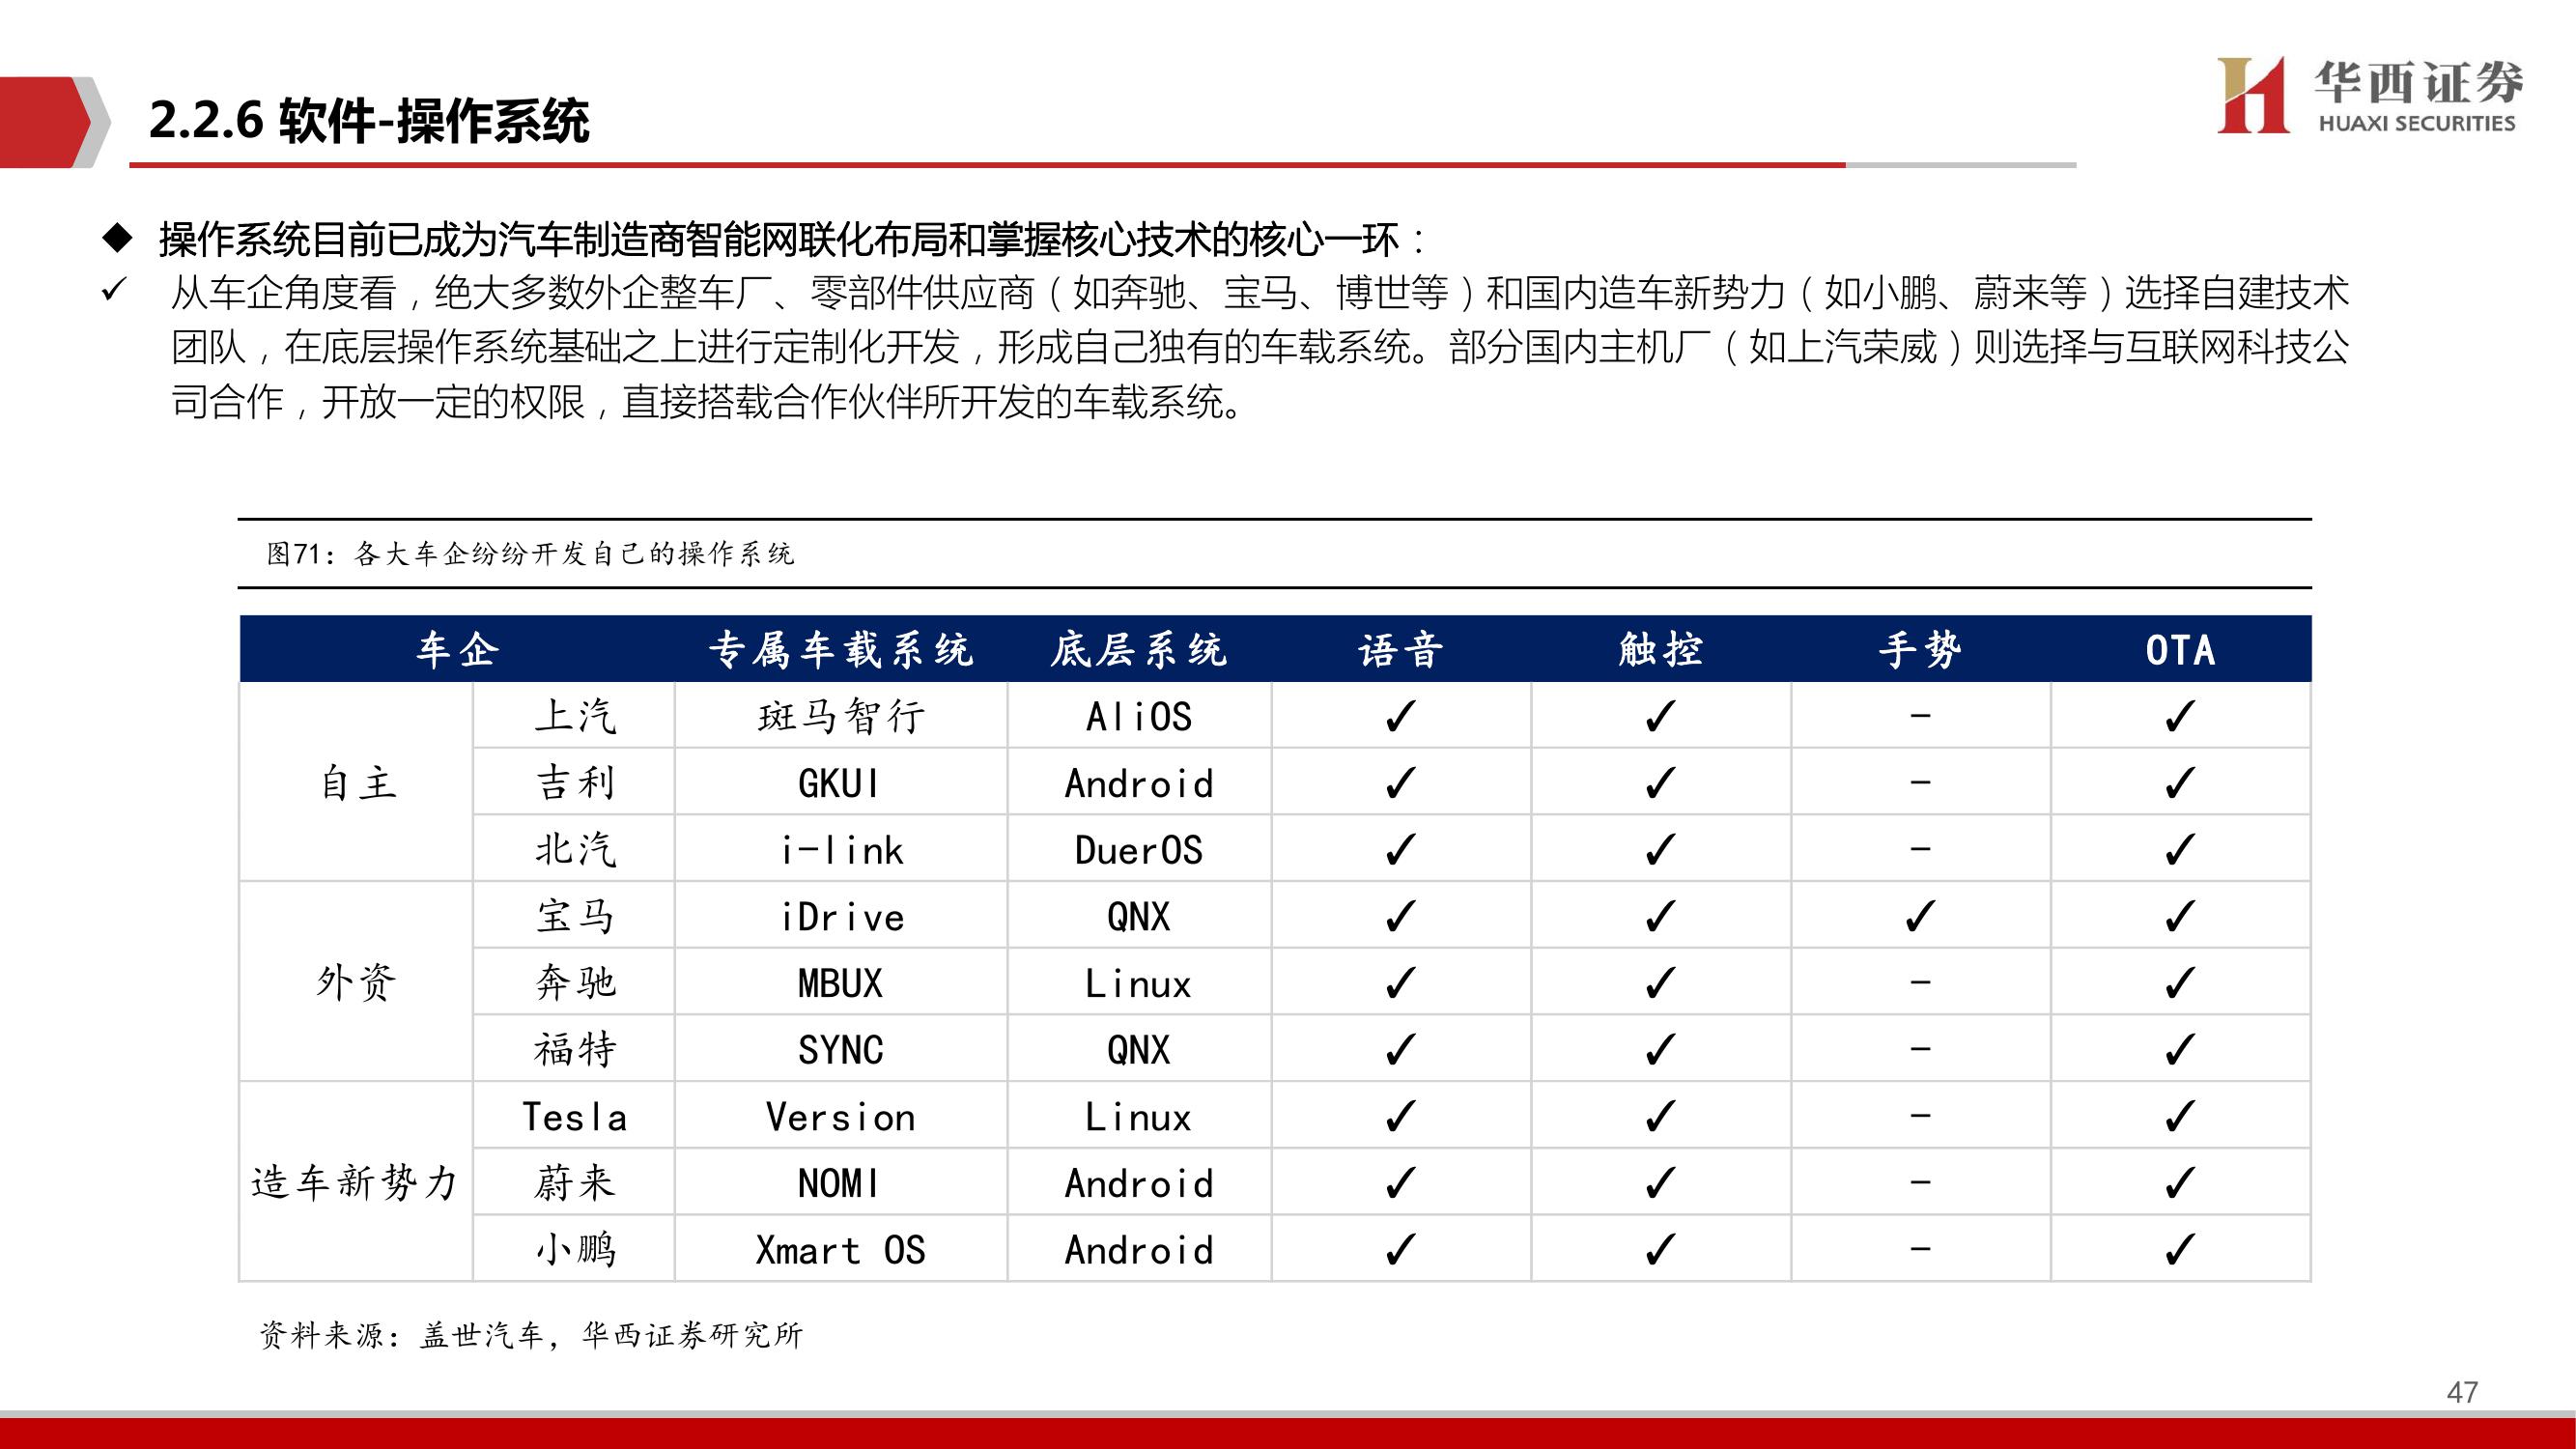 2.2.6 软件-操作系统
华西证券
HUAXI SECURITIES
◆ 操作系统目前已成为汽车制造商智能网联化布局和掌握核心技术的核心一环：
✓ 从车企角度看，绝大多数外企整车厂、零部件供应商（如奔驰、宝马、博世等）和国内造车新势力（如小鹏、蔚来等）选择自建技术
团队，在底层操作系统基础之上进行定制化开发，形成自己独有的车载系统。部分国内主机厂（如上汽荣威）则选择与互联网科技公
司合作，开放一定的权限，直接搭载合作伙伴所开发的车载系统。
图71：各大车企纷纷开发自己的操作系统
车企 专属车载系统 底层系统 语音 触控 手势 OTA
自主
上汽 斑马智行 AliOS ✓ ✓ - ✓
吉利 GKUI Android ✓ ✓ - ✓
北汽 i-link DuerOS ✓ ✓ - ✓
外资
宝马 iDrive QNX ✓ ✓ ✓ ✓
奔驰 MBUX Linux ✓ ✓ - ✓
福特 SYNC QNX ✓ ✓ - ✓
造车新势力
Tesla Version Linux ✓ ✓ - ✓
蔚来 NOMI Android ✓ ✓ - ✓
小鹏 Xmart OS Android ✓ ✓ - ✓
资料来源：盖世汽车，华西证券研究所
47